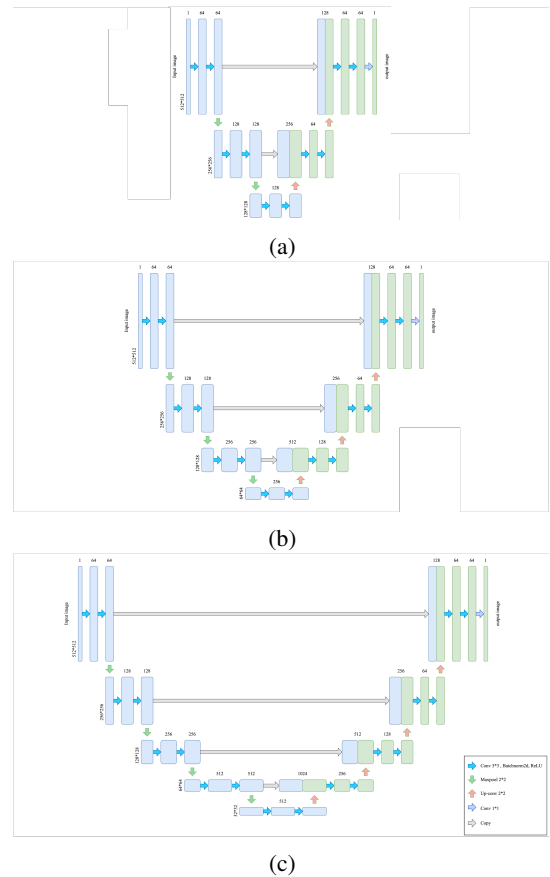 1 64 64 128 64 64 1
Input image
output image
512*512
128 128 256 64
256*256
128
128*128
(a)
1 64 64 128 64 64 1
Input image
output image
512*512
128 128 256 64
256*256
256 256 512 128
128*128
256
64*64
(b)
1 64 64 128 64 64 1
Input image
output image
512*512
128 128 256 64
256*256
256 256 512 128
128*128
512 512 1024 256
64*64
512
32*32
Conv 3*3 , Batchnorm2d, ReLU
Maxpool 2*2
Up-conv 2*2
Conv 1*1
Copy
(c)